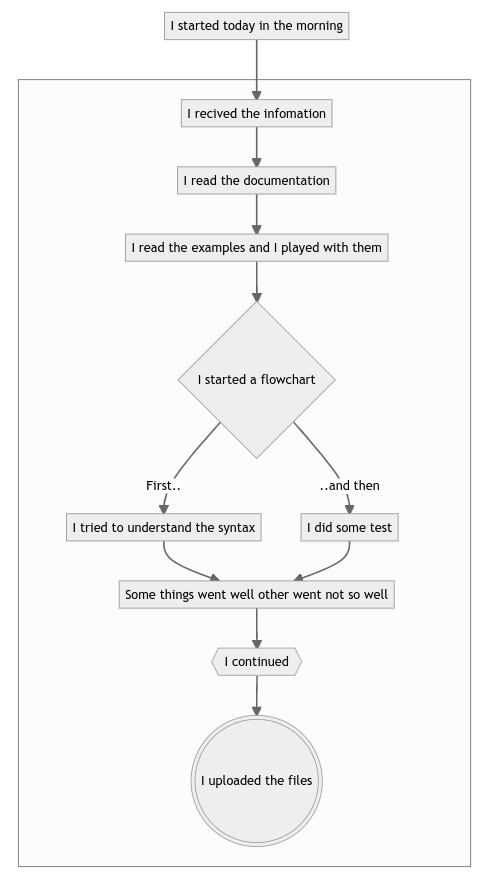 I started today in the morning
I recived the infomation
I read the documentation
I read the examples and I played with them
I started a flowchart
First..
..and then
I tried to understand the syntax
I did some test
Some things went well other went not so well
I continued
I uploaded the files